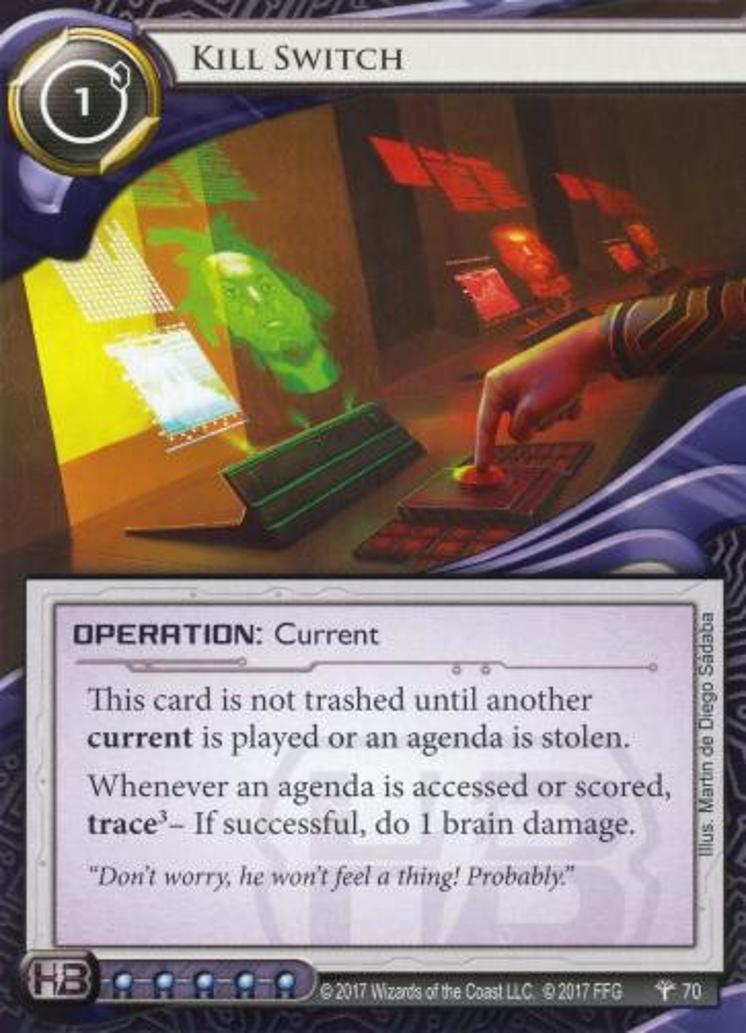 1
KILL SWITCH
OPERATION: Current
This card is not trashed until another
current is played or an agenda is stolen.
Whenever an agenda is accessed or scored,
trace³– If successful, do 1 brain damage.
"Don't worry, he won't feel a thing! Probably."
Illus. Martin de Diego Sádaba
HB
© 2017 Wizards of the Coast LLC. © 2017 FFG
70